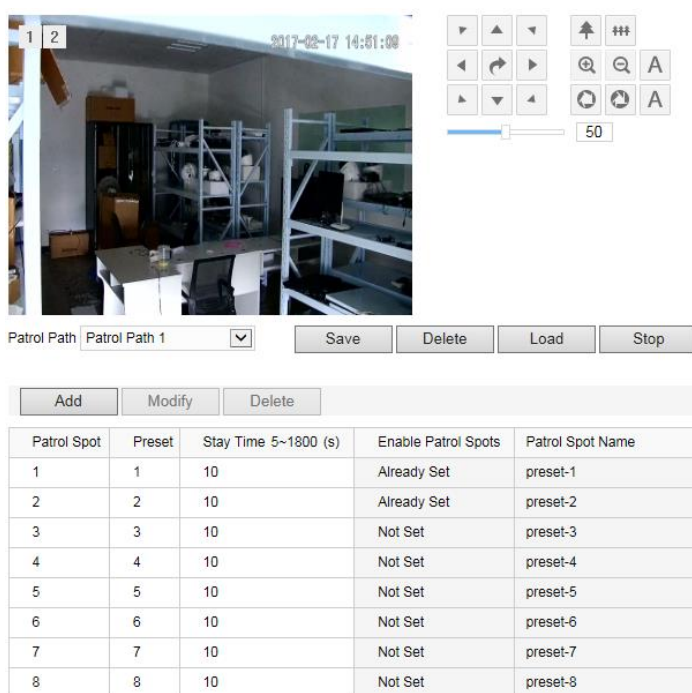 1 2
2017-02-17 14:51:09
A
A
50
Patrol Path Patrol Path 1 Save Delete Load Stop
Add Modify Delete
Patrol Spot Preset Stay Time 5~1800 (s) Enable Patrol Spots Patrol Spot Name
1 1 10 Already Set preset-1
2 2 10 Already Set preset-2
3 3 10 Not Set preset-3
4 4 10 Not Set preset-4
5 5 10 Not Set preset-5
6 6 10 Not Set preset-6
7 7 10 Not Set preset-7
8 8 10 Not Set preset-8